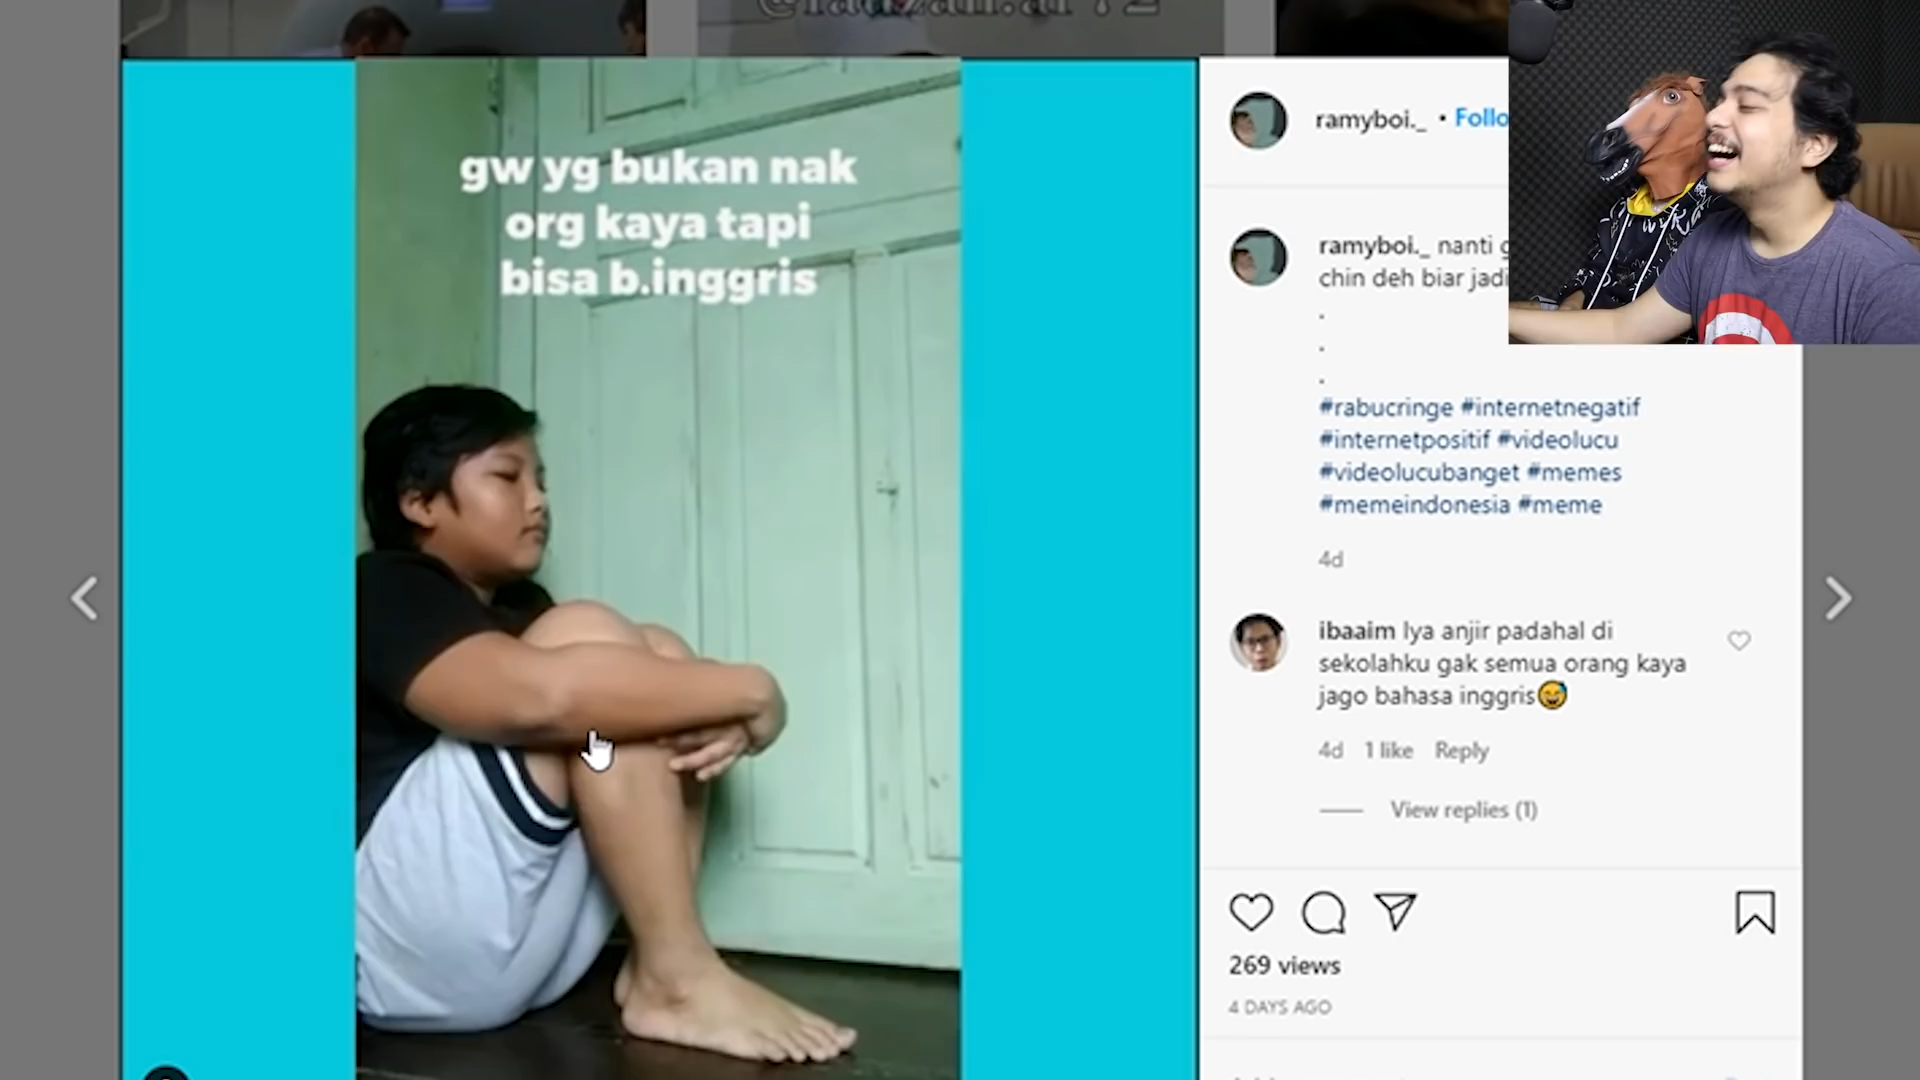 gw yg bukan nak
org kaya tapi
bisa b.inggris
ramyboi._ • Follo
ramyboi._ nanti
chin deh biar jadi
.
.
.
#rabucringe #internetnegatif
#internetpositif #videolucu
#videolucubanget #memes
#memeindonesia #meme
4d
ibaaim Iya anjir padahal di
sekolahku gak semua orang kaya
jago bahasa inggris😅
4d 1 like Reply
View replies (1)
269 views
4 DAYS AGO